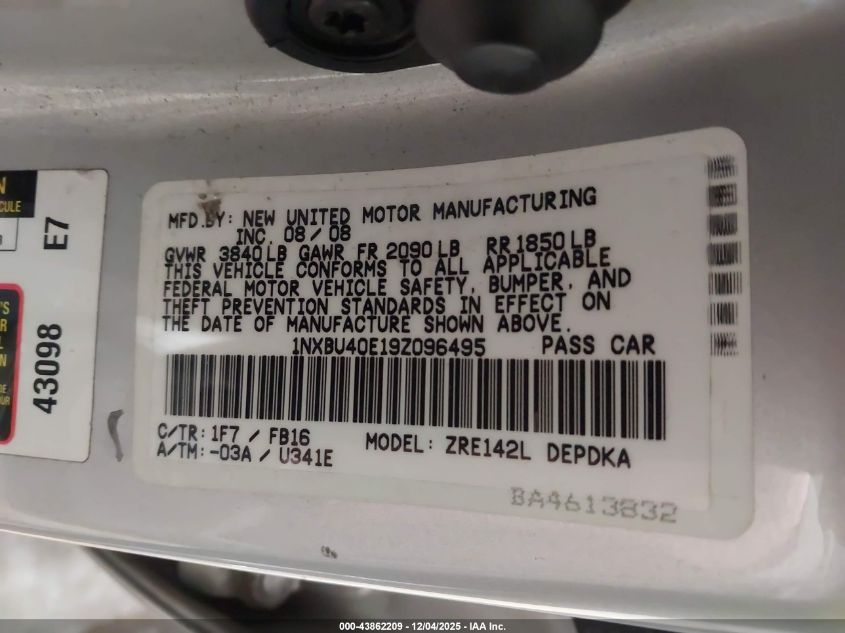 MFD.BY: NEW UNITED MOTOR MANUFACTURING
INC. 08/08
GVWR 3840LB GAWR FR 2090LB RR1850LB
THIS VEHICLE CONFORMS TO ALL APPLICABLE
FEDERAL MOTOR VEHICLE SAFETY, BUMPER, AND
THEFT PREVENTION STANDARDS IN EFFECT ON
THE DATE OF MANUFACTURE SHOWN ABOVE.
1NXBU40E19Z096495 PASS CAR
C/TR: 1F7 / FB16
A/TM: -03A / U341E
MODEL: ZRE142L DEPDKA
BA4613832
E7
43098
000-43862209 - 12/04/2025 - IAA Inc.